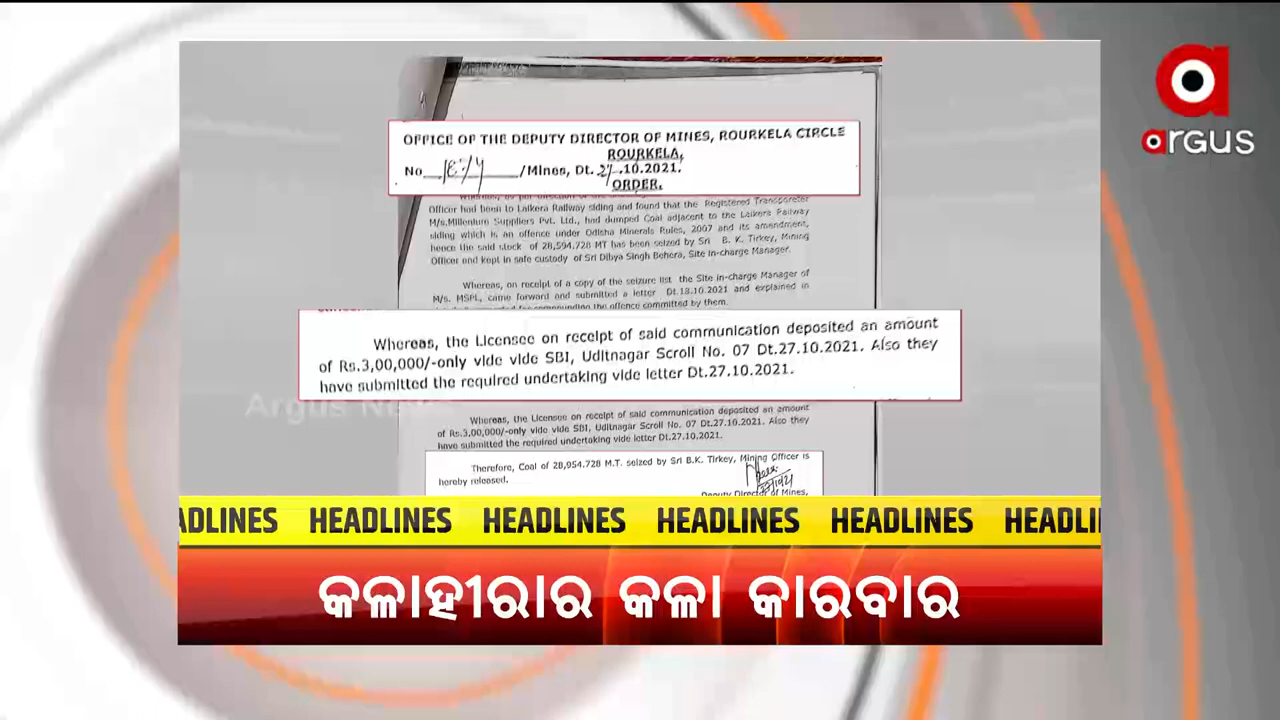 argus
OFFICE OF THE DEPUTY DIRECTOR OF MINES, ROURKELA CIRCLE
ROURKELA,
No /Mines, Dt. .10.2021.
ORDER.
Officer had been to Laikera Railway siding and found that the Registered Transporeter
M/s.Millenium Suppliers Pvt. Ltd., had dumped Coal adjacent to the Laikera Railway
siding which is an offence under Odisha Minerals Rules, 2007 and its amendment,
hence the said stock of 28,594.728 MT has been seized by Sri B. K. Tirkey, Mining
Officer and kept in safe custody of Sri Dibya Singh Behera, Site in-charge Manager.
Whereas, on receipt of a copy of the seizure list the Site in-charge Manager of
M/s. MSPL, came forward and submitted a letter Dt.18.10.2021 and explained in
for compounding the offence committed by them.
Whereas, the Licensee on receipt of said communication deposited an amount
of Rs.3,00,000/-only vide vide SBI, Uditnagar Scroll No. 07 Dt.27.10.2021. Also they
have submitted the required undertaking vide letter Dt.27.10.2021.
Argus News
Whereas, the Licensee on receipt of said communication deposited an amount
of Rs.3,00,000/-only vide vide SBI, Uditnagar Scroll No. 07 Dt.27.10.2021. Also they
have submitted the required undertaking vide letter Dt.27.10.2021.
Therefore, Coal of 28,954.728 M.T. seized by Sri B.K. Tirkey, Mining Officer is
hereby released.
Deputy Director of Mines,
ADLINES HEADLINES HEADLINES HEADLINES HEADLINES HEADLI
କଳାହୀରାର କଳା କାରବାର